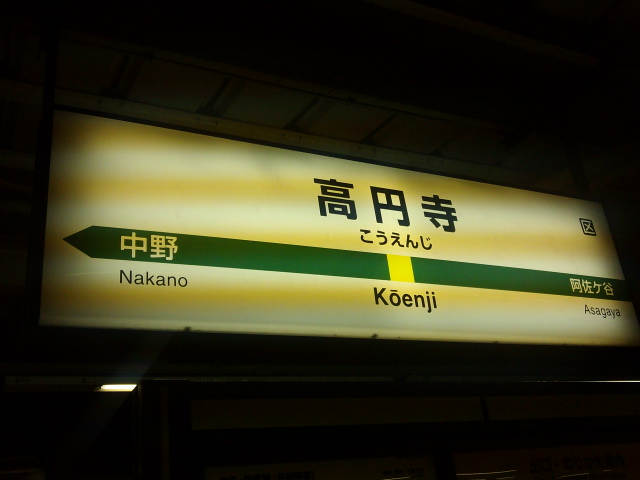 高円寺
区
こうえんじ
中野
阿佐ケ谷
Nakano
Kōenji
Asagaya